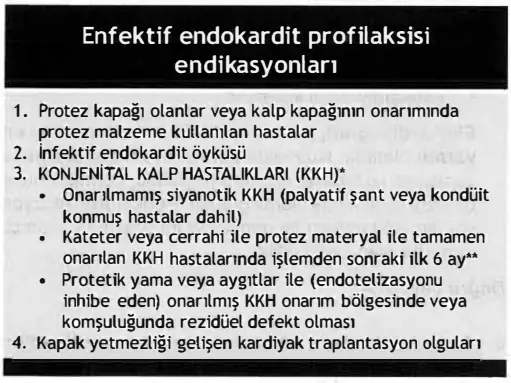 Enfektif endokardit profilaksisi
endikasyonları
1. Protez kapağı olanlar veya kalp kapağının onarımında
protez malzeme kullanılan hastalar
2. İnfektif endokardit öyküsü
3. KONJENİTAL KALP HASTALIKLARI (KKH)*
• Onarılmamış siyanotik KKH (palyatif şant veya kondüit
konmuş hastalar dahil)
• Kateter veya cerrahi ile protez materyal ile tamamen
onarılan KKH hastalarında işlemden sonraki ilk 6 ay**
• Protetik yama veya aygıtlar ile (endotelizasyonu
inhibe eden) onarılmış KKH onarım bölgesinde veya
komşuluğunda rezidüel defekt olması
4. Kapak yetmezliği gelişen kardiyak traplantasyon olguları